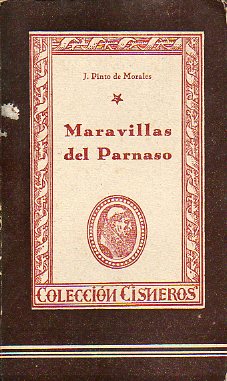 J. Pinto de Morales
Maravillas
del Parnaso
COLECCIÓN CISNEROS